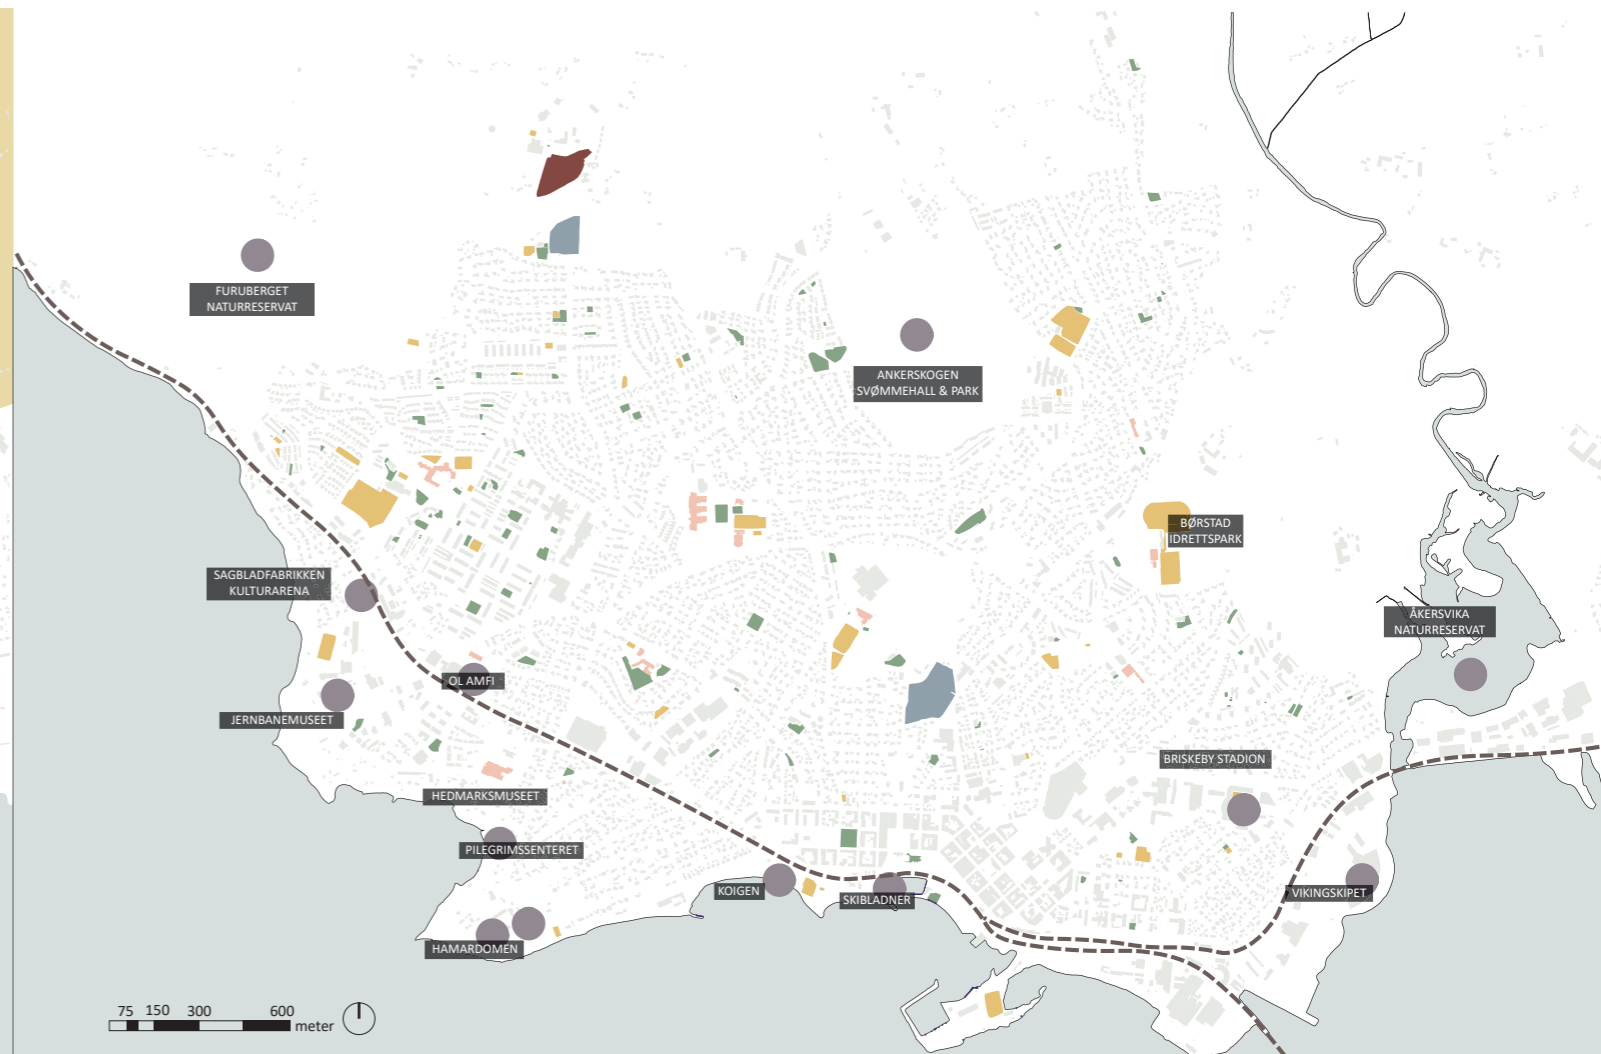 FURUBERGET
NATURRESERVAT
ANKERSKOGEN
SVØMMEHALL & PARK
BØRSTAD
IDRETTSPARK
SAGBLADFABRIKKEN
KULTURARENA
ÅKERSVIKA
NATURRESERVAT
OL AMFI
JERNBANEMUSEET
BRISKEBY STADION
HEDMARKSMUSEET
PILEGRIMSSENTERET
KOIGEN
SKIBLADNER
VIKINGSKIPET
HAMARDOMEN
75 150 300 600
meter